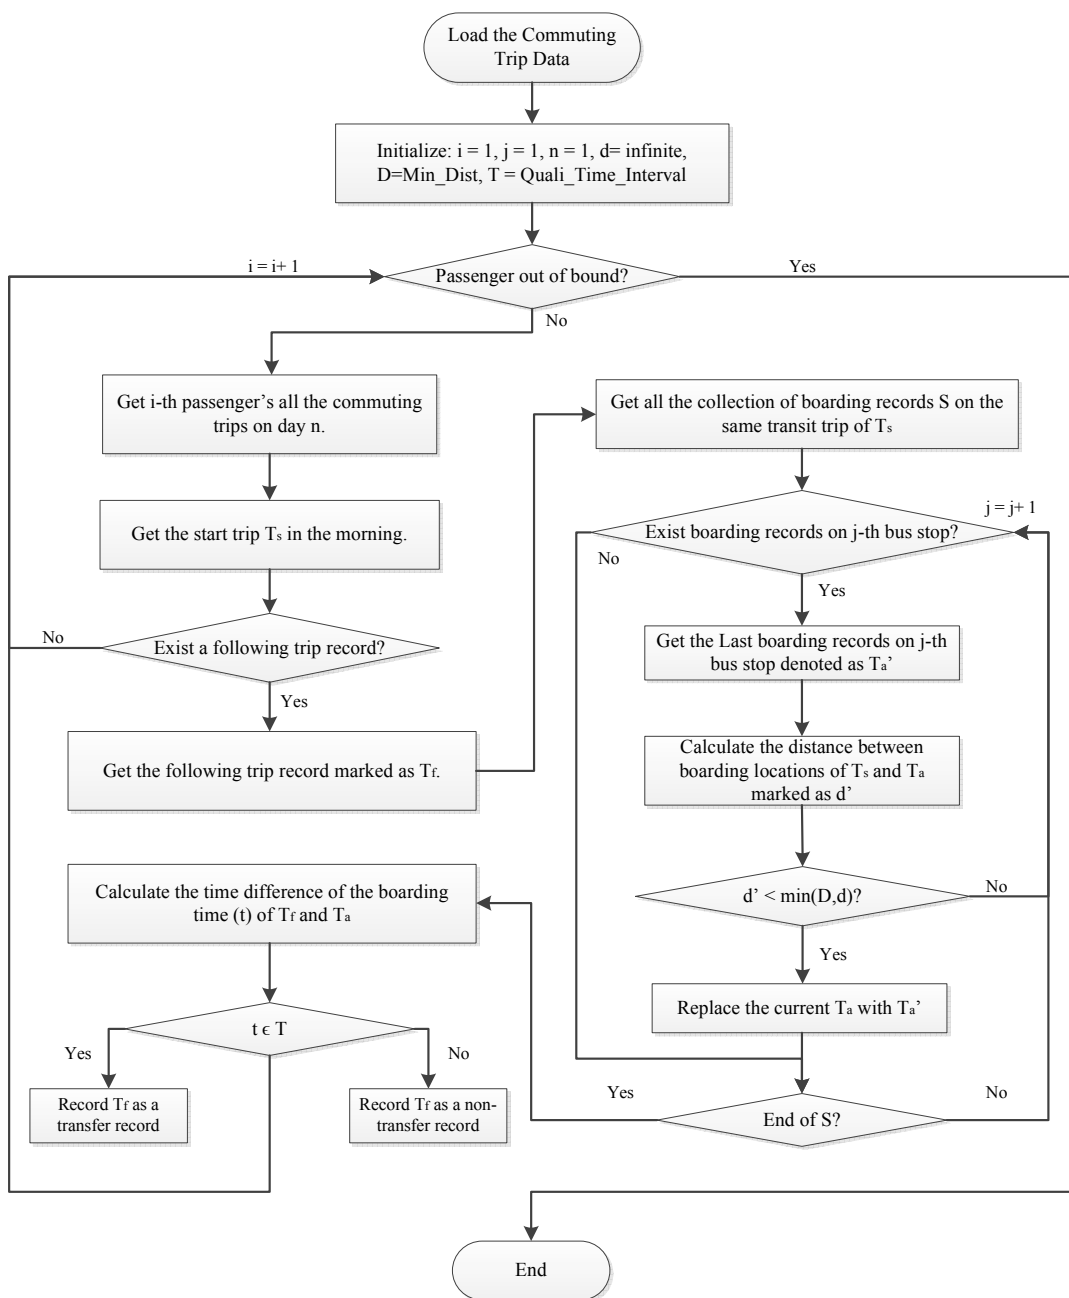 Load the Commuting
Trip Data
Initialize: i = 1, j = 1, n = 1, d= infinite,
D=Min_Dist, T = Quali_Time_Interval
i = i+ 1
Passenger out of bound?
Yes
No
Get i-th passenger's all the commuting
trips on day n.
Get the start trip Ts in the morning.
No
Exist a following trip record?
Yes
Get the following trip record marked as Tf.
Get all the collection of boarding records S on the
same transit trip of Ts
j = j+ 1
Exist boarding records on j-th bus stop?
No
Yes
Get the Last boarding records on j-th
bus stop denoted as Ta’
Calculate the distance between
boarding locations of Ts and Ta
marked as d’
d’ < min(D,d)?
No
Yes
Replace the current Ta with Ta’
End of S?
Yes
No
Calculate the time difference of the boarding
time (t) of Tf and Ta
t ϵ T
Yes
No
Record Tf as a
transfer record
Record Tf as a non-
transfer record
End